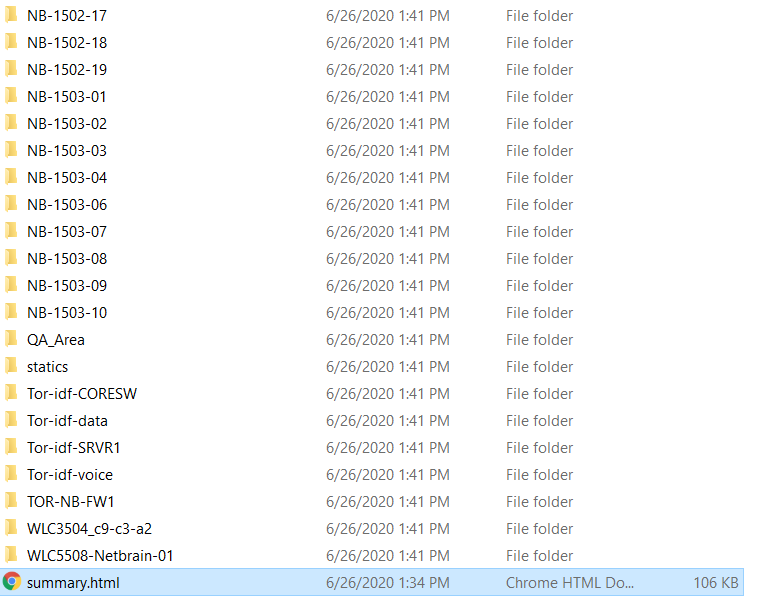 NB-1502-17 6/26/2020 1:41 PM File folder
NB-1502-18 6/26/2020 1:41 PM File folder
NB-1502-19 6/26/2020 1:41 PM File folder
NB-1503-01 6/26/2020 1:41 PM File folder
NB-1503-02 6/26/2020 1:41 PM File folder
NB-1503-03 6/26/2020 1:41 PM File folder
NB-1503-04 6/26/2020 1:41 PM File folder
NB-1503-06 6/26/2020 1:41 PM File folder
NB-1503-07 6/26/2020 1:41 PM File folder
NB-1503-08 6/26/2020 1:41 PM File folder
NB-1503-09 6/26/2020 1:41 PM File folder
NB-1503-10 6/26/2020 1:41 PM File folder
QA_Area 6/26/2020 1:41 PM File folder
statics 6/26/2020 1:41 PM File folder
Tor-idf-CORESW 6/26/2020 1:41 PM File folder
Tor-idf-data 6/26/2020 1:41 PM File folder
Tor-idf-SRVR1 6/26/2020 1:41 PM File folder
Tor-idf-voice 6/26/2020 1:41 PM File folder
TOR-NB-FW1 6/26/2020 1:41 PM File folder
WLC3504_c9-c3-a2 6/26/2020 1:41 PM File folder
WLC5508-Netbrain-01 6/26/2020 1:41 PM File folder
summary.html 6/26/2020 1:34 PM Chrome HTML Do... 106 KB